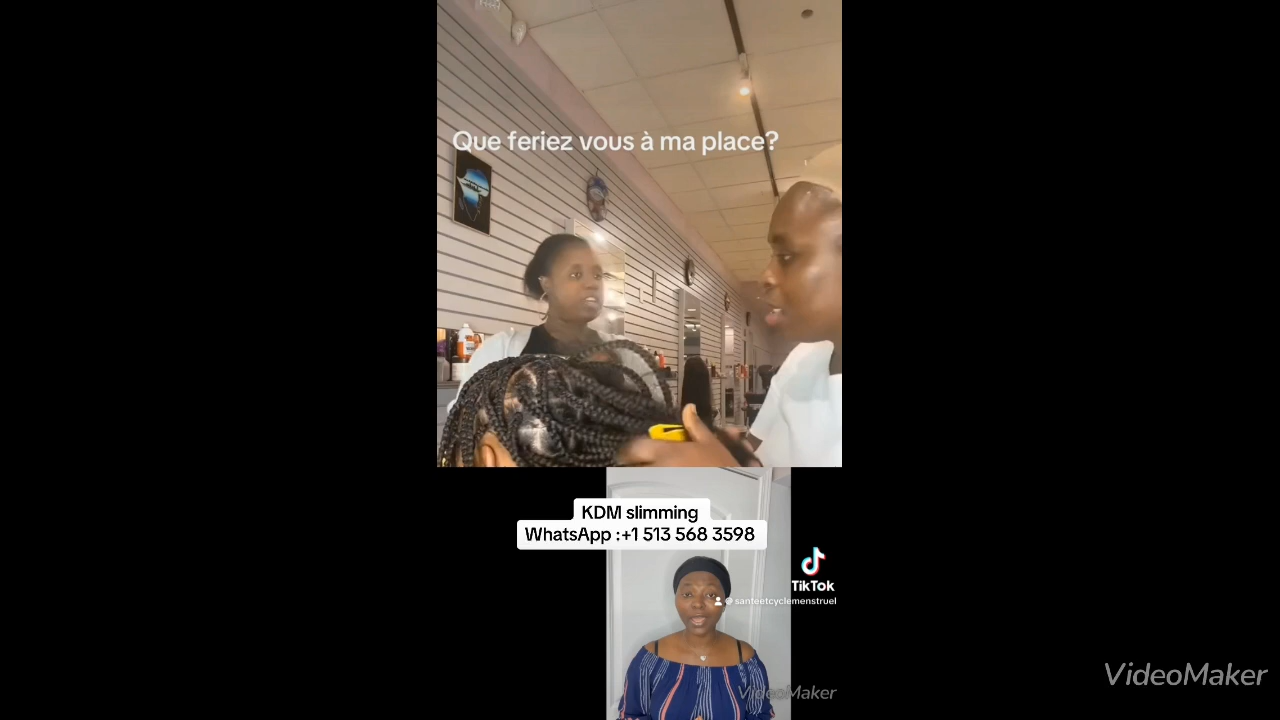 Que feriez vous à ma place?
KDM slimming
WhatsApp :+1 513 568 3598
TikTok
@santeetcyclemenstruel
VideoMaker
VideoMaker